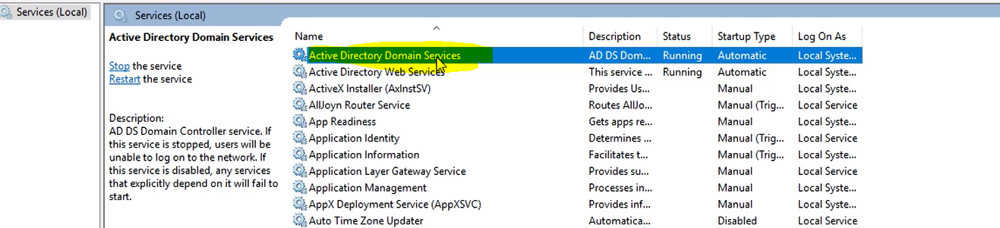 Services (Local)
Services (Local)
Active Directory Domain Services
Stop the service
Restart the service
Description:
AD DS Domain Controller service. If
this service is stopped, users will be
unable to log on to the network. If
this service is disabled, any services
that explicitly depend on it will fail to
start.
Name Description Status Startup Type Log On As
Active Directory Domain Services AD DS Dom... Running Automatic Local Syste...
Active Directory Web Services This service ... Running Automatic Local Syste...
ActiveX Installer (AxInstSV) Provides Us... Manual Local Syste...
AllJoyn Router Service Routes AllJo... Manual (Trig... Local Service
App Readiness Gets apps re... Manual Local Syste...
Application Identity Determines ... Manual (Trig... Local Service
Application Information Facilitates t... Manual (Trig... Local Syste...
Application Layer Gateway Service Provides su... Manual Local Service
Application Management Processes in... Manual Local Syste...
AppX Deployment Service (AppXSVC) Provides inf... Manual Local Syste...
Auto Time Zone Updater Automatica... Disabled Local Service